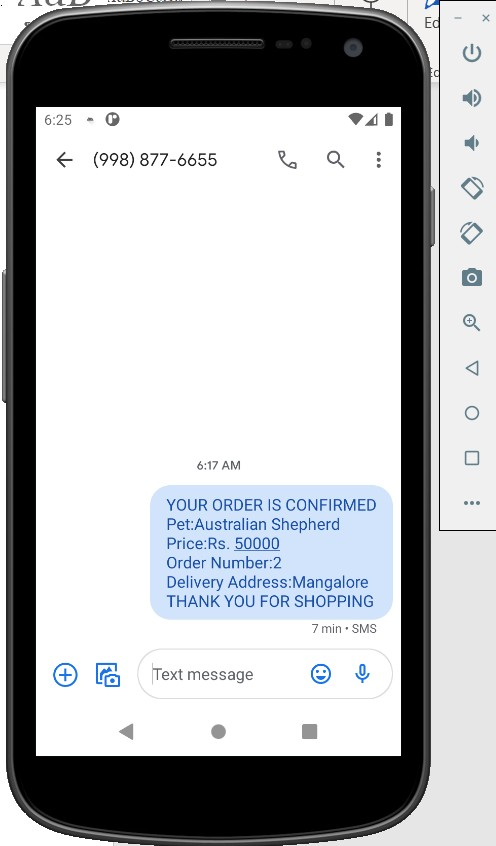 6:25
(998) 877-6655
6:17 AM
YOUR ORDER IS CONFIRMED
Pet:Australian Shepherd
Price:Rs. 50000
Order Number:2
Delivery Address:Mangalore
THANK YOU FOR SHOPPING
7 min • SMS
Text message